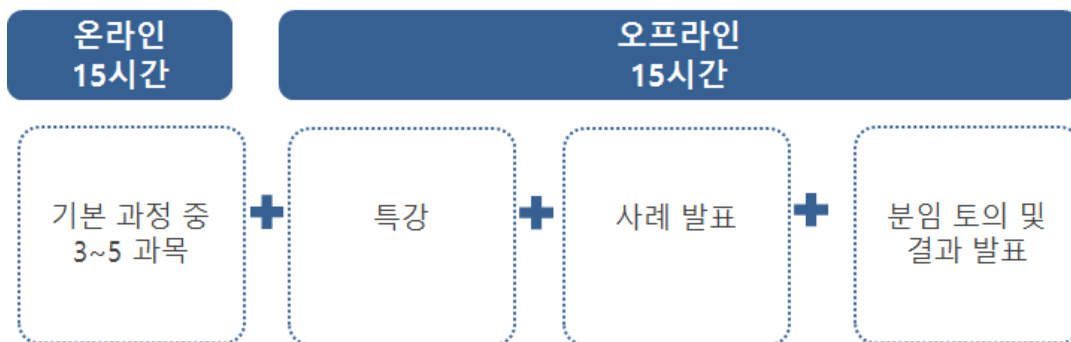 온라인
15시간
오프라인
15시간
기본 과정 중
3~5 과목
특강
사례 발표
분임 토의 및
결과 발표